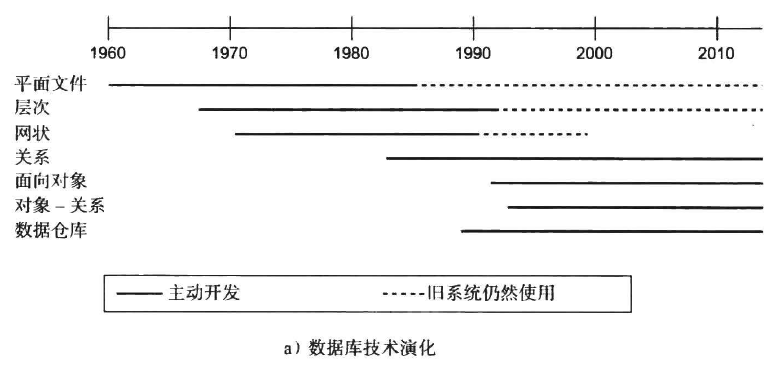 1960 1970 1980 1990 2000 2010
平面文件
层次
网状
关系
面向对象
对象－关系
数据仓库
主动开发 旧系统仍然使用
a）数据库技术演化